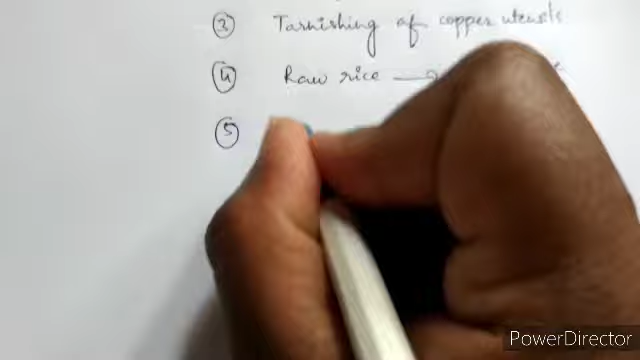 ③ Tarnishing of copper utensils
④ Raw rice →
⑤
PowerDirector